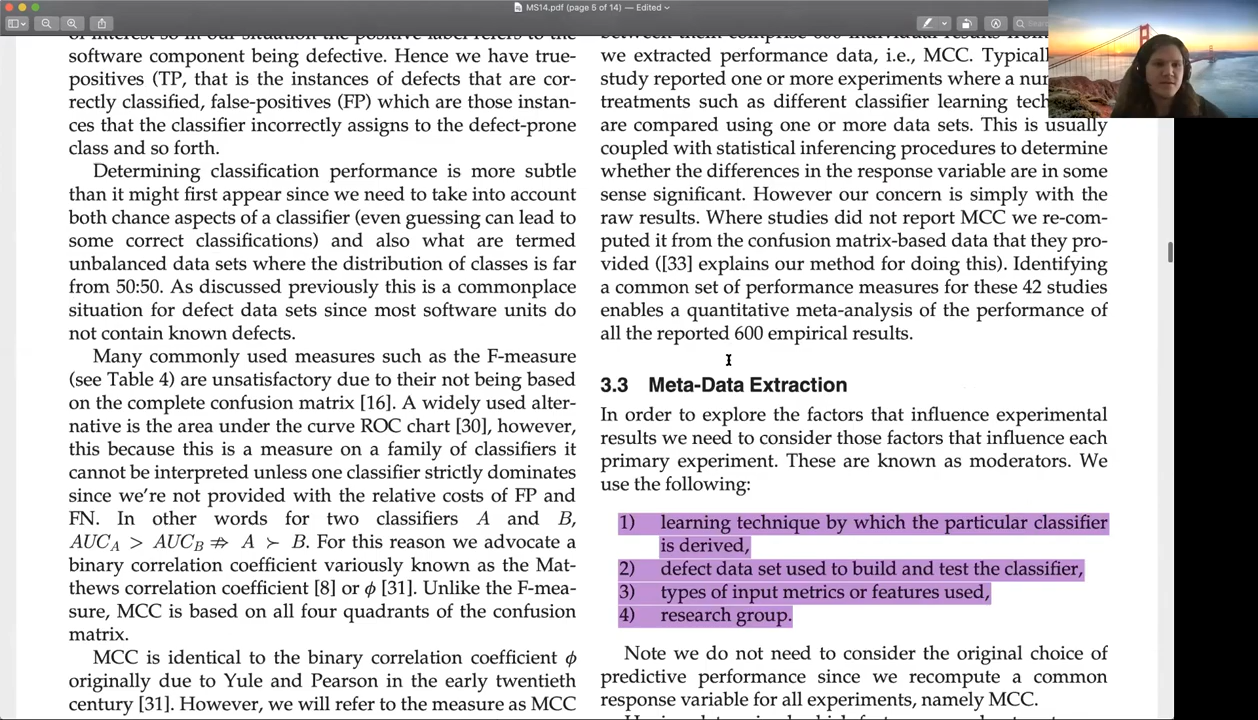 MS14.pdf (page 5 of 14) — Edited
of interest so in our situation the positive label refers to the
software component being defective. Hence we have true-
positives (TP, that is the instances of defects that are cor-
rectly classified, false-positives (FP) which are those instan-
ces that the classifier incorrectly assigns to the defect-prone
class and so forth.
Determining classification performance is more subtle
than it might first appear since we need to take into account
both chance aspects of a classifier (even guessing can lead to
some correct classifications) and also what are termed
unbalanced data sets where the distribution of classes is far
from 50:50. As discussed previously this is a commonplace
situation for defect data sets since most software units do
not contain known defects.
Many commonly used measures such as the F-measure
(see Table 4) are unsatisfactory due to their not being based
on the complete confusion matrix [16]. A widely used alter-
native is the area under the curve ROC chart [30], however,
this because this is a measure on a family of classifiers it
cannot be interpreted unless one classifier strictly dominates
since we're not provided with the relative costs of FP and
FN. In other words for two classifiers A and B,
AUC_A > AUC_B ⇏ A ≻ B. For this reason we advocate a
binary correlation coefficient variously known as the Mat-
thews correlation coefficient [8] or ϕ [31]. Unlike the F-mea-
sure, MCC is based on all four quadrants of the confusion
matrix.
MCC is identical to the binary correlation coefficient ϕ
originally due to Yule and Pearson in the early twentieth
century [31]. However, we will refer to the measure as MCC
between them comprise 600 individual results from
we extracted performance data, i.e., MCC.
study reported one or more experiments where a
treatments such as different classifier learning
are compared using one or more data sets. This is usually
coupled with statistical inferencing procedures to determine
whether the differences in the response variable are in some
sense significant. However our concern is simply with the
raw results. Where studies did not report MCC we re-com-
puted it from the confusion matrix-based data that they pro-
vided ([33] explains our method for doing this). Identifying
a common set of performance measures for these 42 studies
enables a quantitative meta-analysis of the performance of
all the reported 600 empirical results.
3.3 Meta-Data Extraction
In order to explore the factors that influence experimental
results we need to consider those factors that influence each
primary experiment. These are known as moderators. We
use the following:
1) learning technique by which the particular classifier
is derived,
2) defect data set used to build and test the classifier,
3) types of input metrics or features used,
4) research group.
Note we do not need to consider the original choice of
predictive performance since we recompute a common
response variable for all experiments, namely MCC.